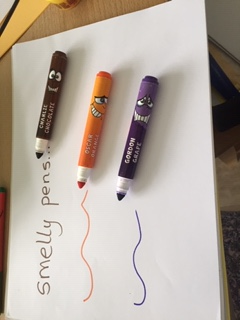 CHARLIE
CHOCOLATE
OSCAR
ORANGE
GORDON
GRAPE
smelly pens...